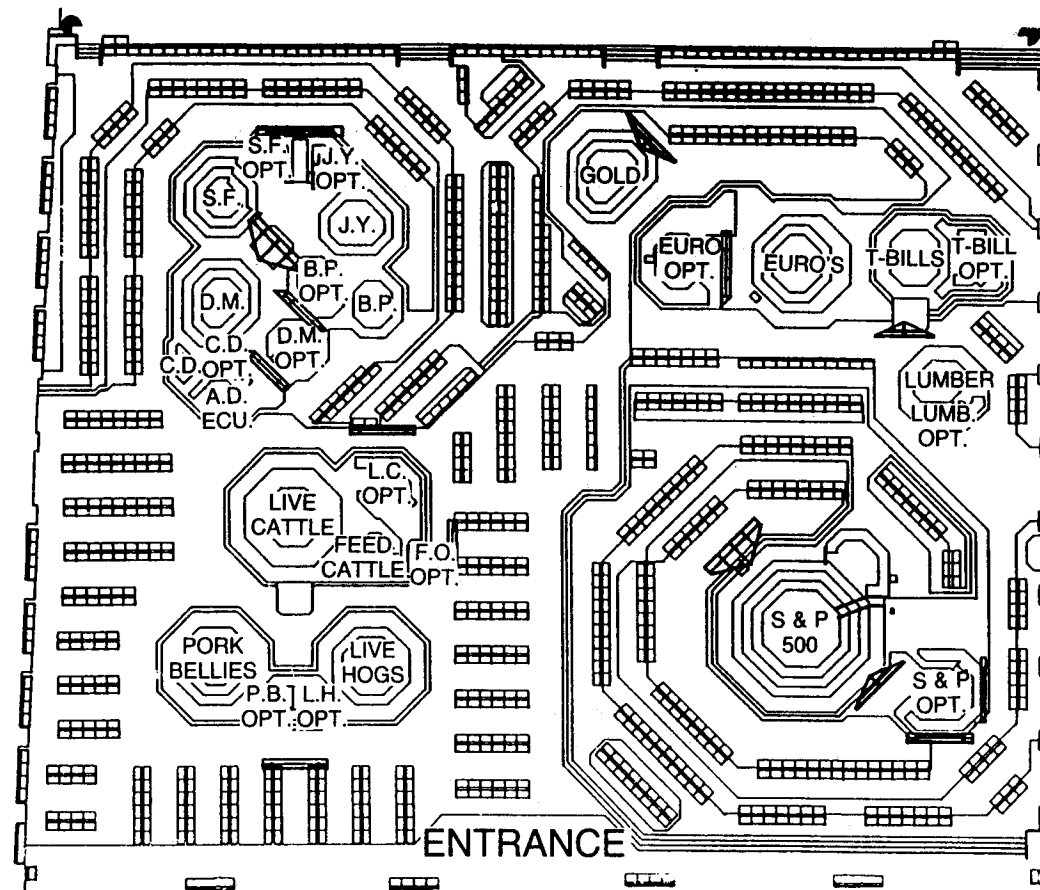 S.F.
OPT.
J.Y.
OPT.
S.F.
J.Y.
B.P.
OPT.
B.P.
D.M.
D.M.
OPT.
C.D.
OPT.
C.D.
A.D.
ECU.
GOLD
EURO
OPT.
EURO'S
T-BILLS
T-BILL
OPT.
LUMBER
LUMB.
OPT.
LIVE
CATTLE
L.C.
OPT.
FEED.
CATTLE
F.O.
OPT.
PORK
BELLIES
LIVE
HOGS
P.B.
OPT.
L.H.
OPT.
S & P
500
S & P
OPT.
ENTRANCE